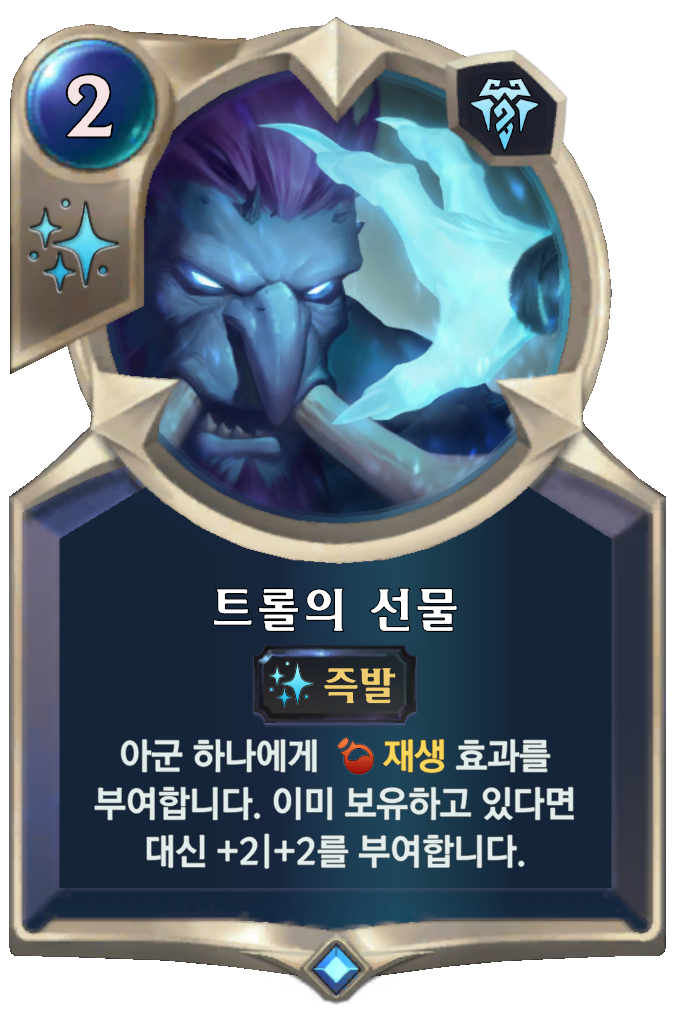 2
트롤의 선물
즉발
아군 하나에게 재생 효과를
부여합니다. 이미 보유하고 있다면
대신 +2|+2를 부여합니다.